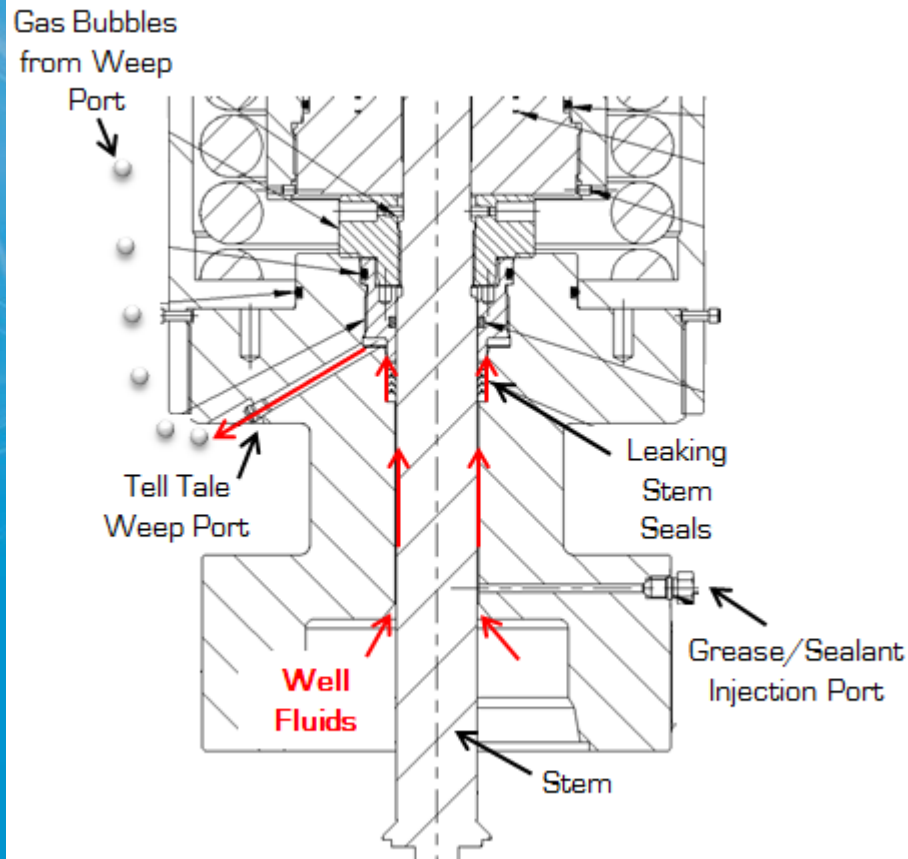 Gas Bubbles
from Weep
Port
Tell Tale
Weep Port
Leaking
Stem
Seals
Grease/Sealant
Injection Port
Well
Fluids
Stem